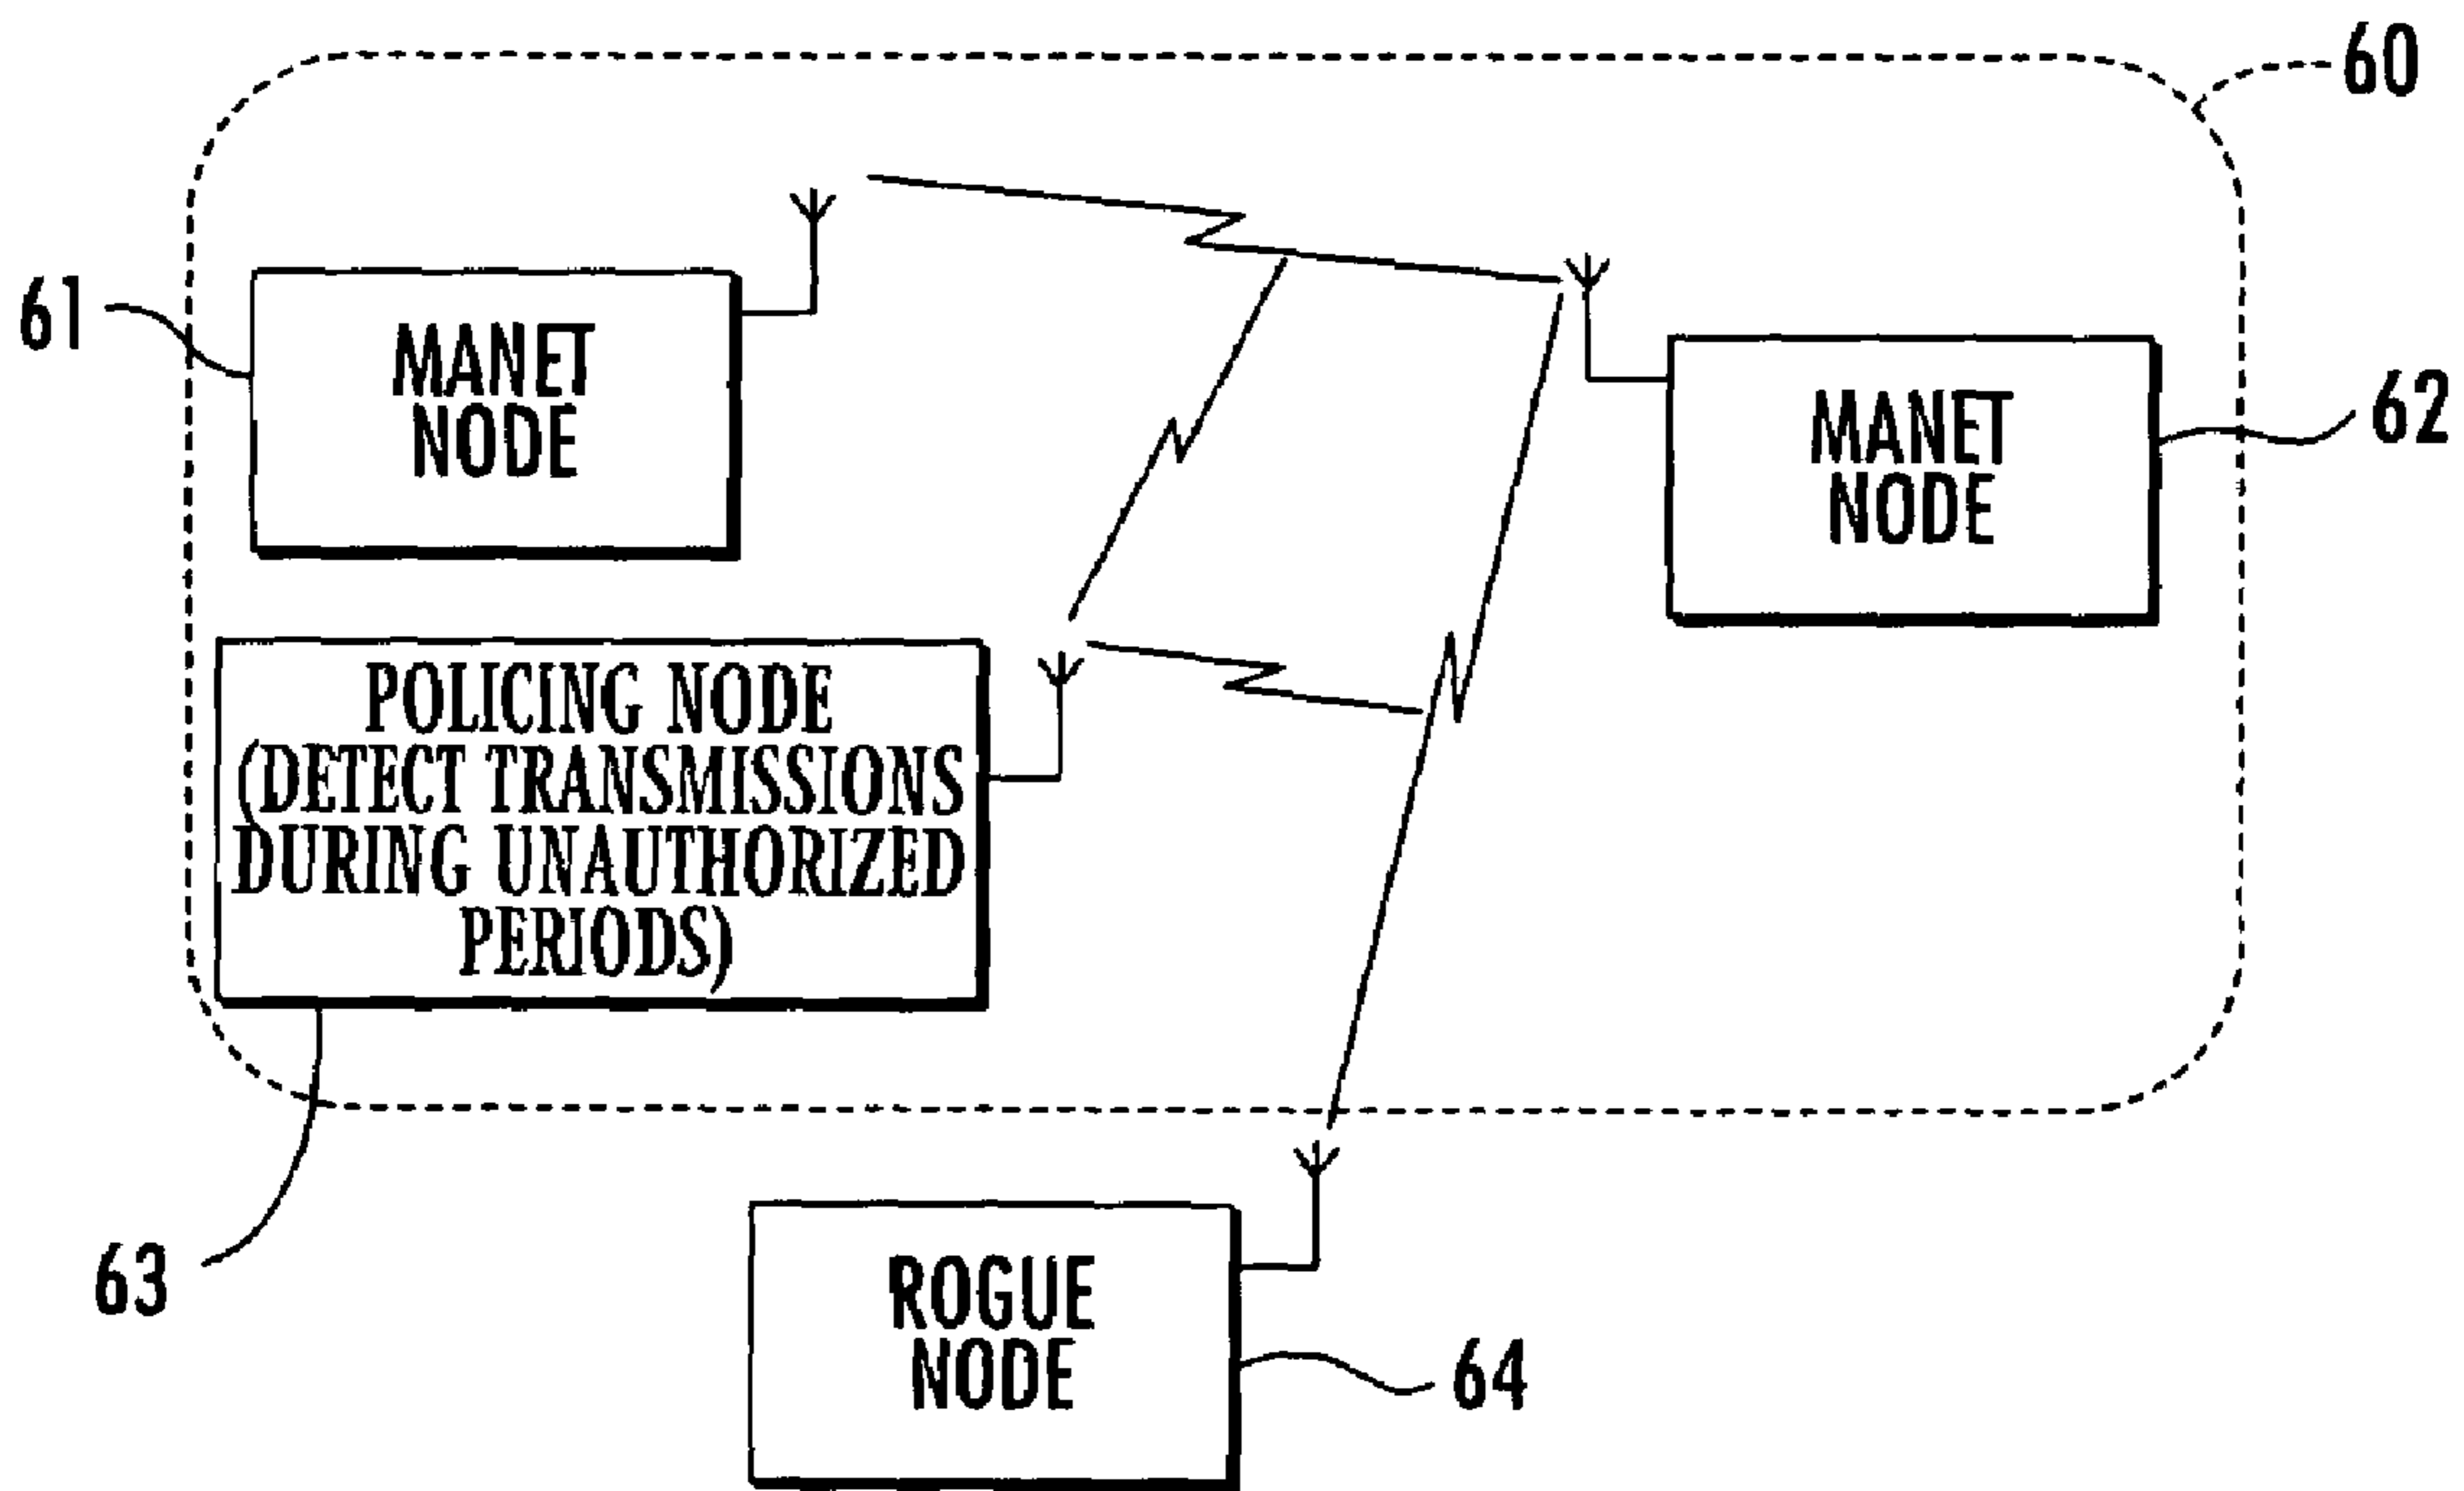 60
61
MANET
NODE
MANET
NODE
62
POLICING NODE
(DETECT TRANSMISSIONS
DURING UNAUTHORIZED
PERIODS)
63
ROGUE
NODE
64